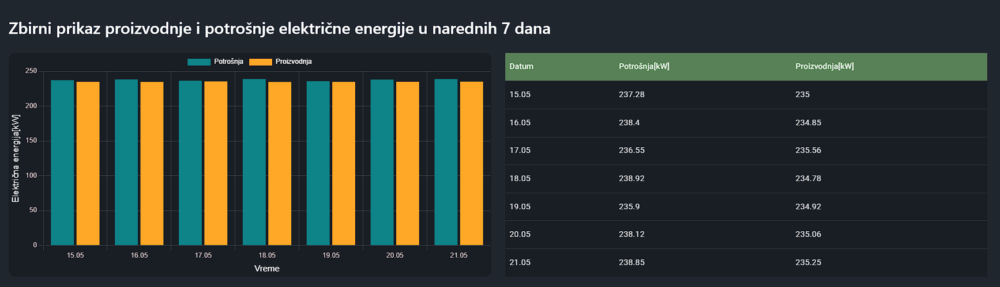 Zbirni prikaz proizvodnje i potrošnje električne energije u narednih 7 dana
Potrošnja Proizvodnja
250
200
150
100
50
0
Električna energija[kW]
15.05 16.05 17.05 18.05 19.05 20.05 21.05
Vreme
Datum Potrošnja[kW] Proizvodnja[kW]
15.05 237.28 235
16.05 238.4 234.85
17.05 236.55 235.56
18.05 238.92 234.78
19.05 235.9 234.92
20.05 238.12 235.06
21.05 238.85 235.25